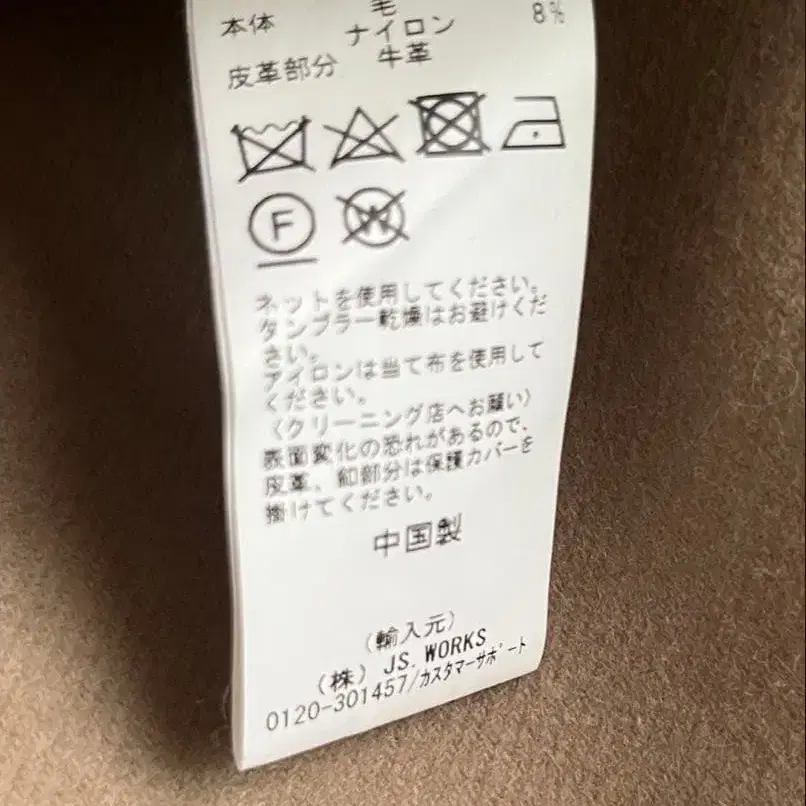 本体 毛
ナイロン 8%
皮革部分 牛革
F
W
ネットを使用してください。
タンブラー乾燥はお避けくだ
さい。
アイロンは当て布を使用して
ください。
(クリーニング店へお願い)
表面変化の恐れがあるので、
皮革、釦部分は保護カバーを
掛けてください。
中国製
(輸入元)
(株) JS.WORKS
0120-301457/カスタマーサポート